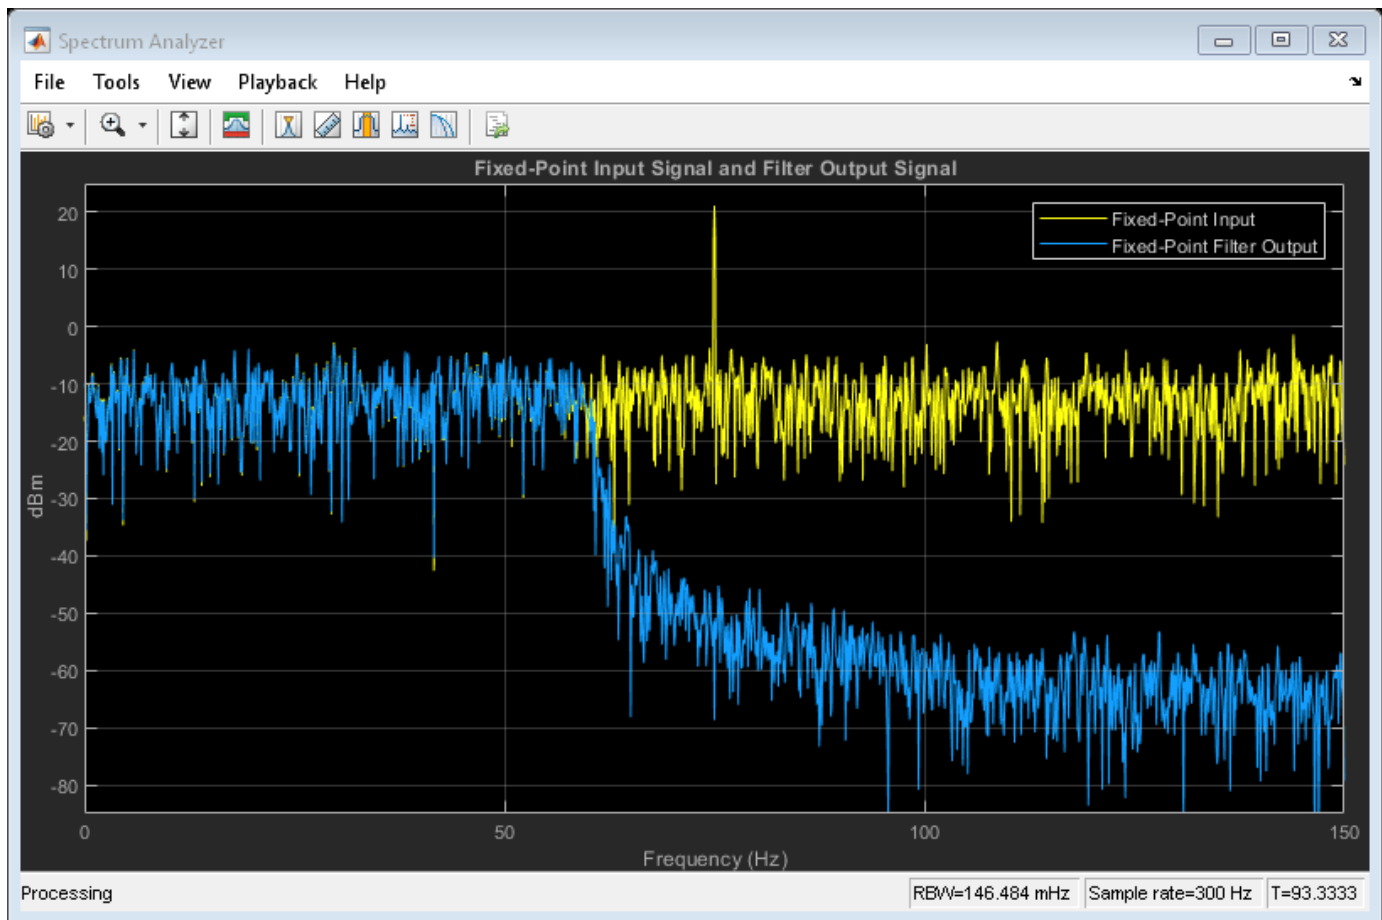 Spectrum Analyzer
File Tools View Playback Help
Fixed-Point Input Signal and Filter Output Signal
Fixed-Point Input
Fixed-Point Filter Output
20
10
0
-10
-20
-30
-40
-50
-60
-70
-80
dBm
0 50 100 150
Frequency (Hz)
Processing RBW=146.484 mHz Sample rate=300 Hz T=93.3333